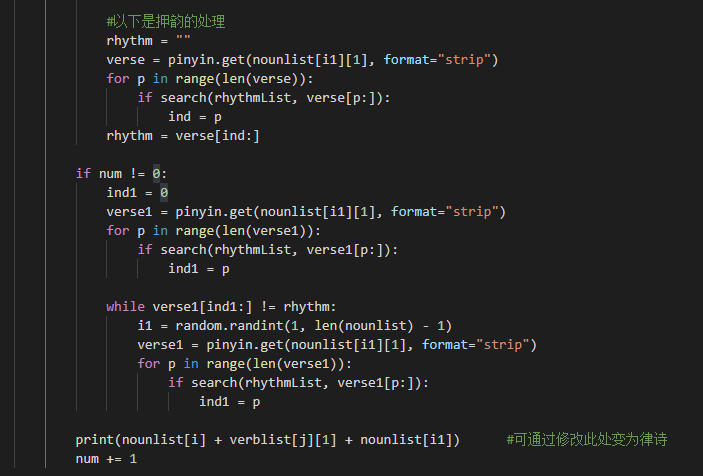 #以下是押韵的处理
rhythm = ""
verse = pinyin.get(nounlist[i1][1], format="strip")
for p in range(len(verse)):
if search(rhythmList, verse[p:]):
ind = p
rhythm = verse[ind:]
if num != 0:
ind1 = 0
verse1 = pinyin.get(nounlist[i1][1], format="strip")
for p in range(len(verse1)):
if search(rhythmList, verse1[p:]):
ind1 = p
while verse1[ind1:] != rhythm:
i1 = random.randint(1, len(nounlist) - 1)
verse1 = pinyin.get(nounlist[i1][1], format="strip")
for p in range(len(verse1)):
if search(rhythmList, verse1[p:]):
ind1 = p
print(nounlist[i] + verblist[j][1] + nounlist[i1]) #可通过修改此处变为律诗
num += 1